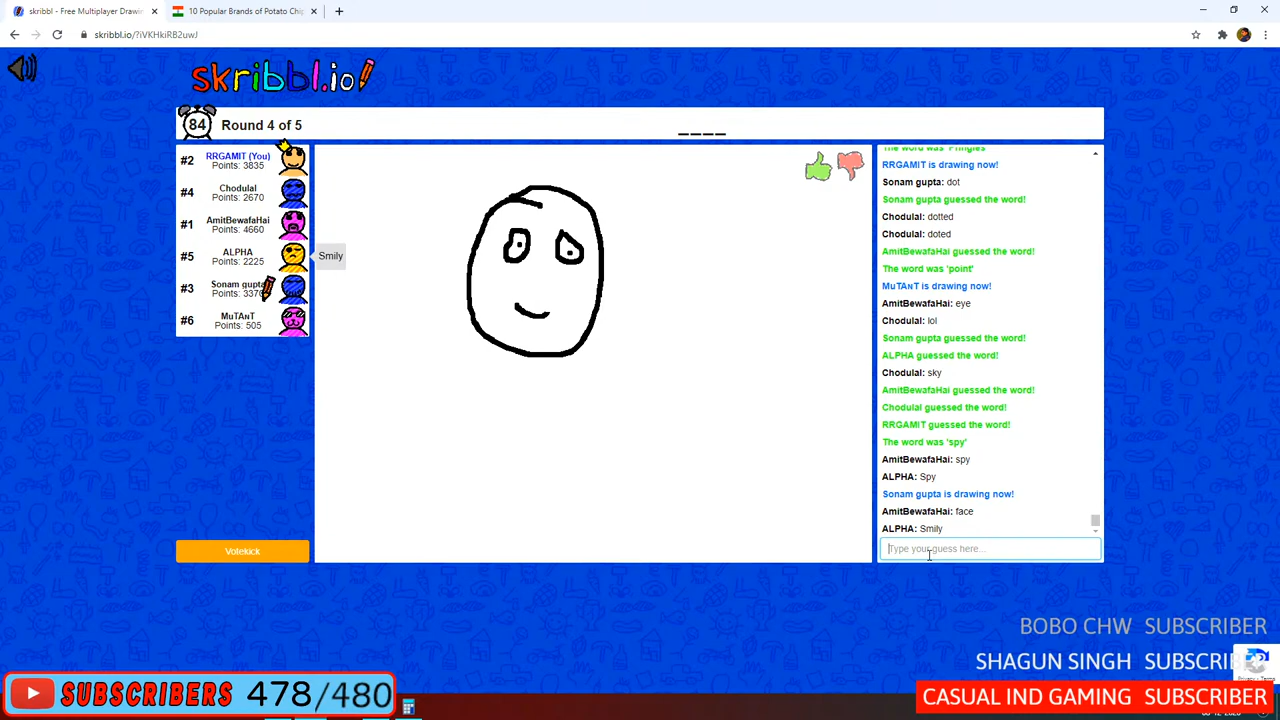 skribbl - Free Multiplayer Drawin
10 Popular Brands of Potato Chip
skribbl.io/?iVKHkiRB2uwJ
skribbl.io
84
Round 4 of 5
____
#2 RRGAMIT (You)
Points: 3835
#4 Chodulal
Points: 2670
#1 AmitBewafaHai
Points: 4660
#5 ALPHA
Points: 2225
Smily
#3 Sonam gupta
#6 MuTANT
Points: 505
Votekick
The word was 'Pringles'
RRGAMIT is drawing now!
Sonam gupta: dot
Sonam gupta guessed the word!
Chodulal: dotted
Chodulal: doted
AmitBewafaHai guessed the word!
The word was 'point'
MuTANT is drawing now!
AmitBewafaHai: eye
Chodulal: lol
Sonam gupta guessed the word!
ALPHA guessed the word!
Chodulal: sky
AmitBewafaHai guessed the word!
Chodulal guessed the word!
RRGAMIT guessed the word!
The word was 'spy'
AmitBewafaHai: spy
ALPHA: Spy
Sonam gupta is drawing now!
AmitBewafaHai: face
ALPHA: Smily
Type your guess here...
BOBO CHW SUBSCRIBER
SHAGUN SINGH SUBSCRI
CASUAL IND GAMING SUBSCRIBER
SUBSCRIBERS 478/480